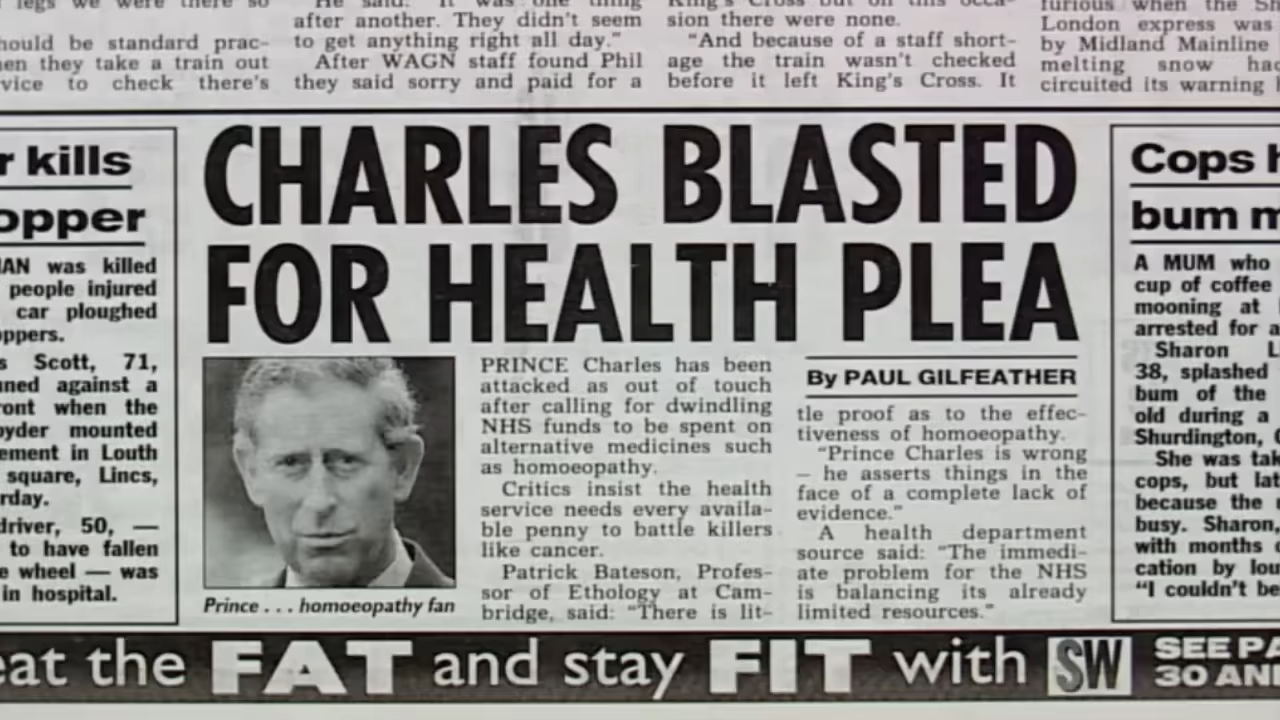 legs we were there so
hould be standard prac-
en they take a train out
vice to check there's
He said: "It was one thing
after another. They didn't seem
to get anything right all day."
After WAGN staff found Phil
they said sorry and paid for a
King's Cross but on this occa-
sion there were none.
"And because of a staff short-
age the train wasn't checked
before it left King's Cross. It
furious when the Sh
London express was
by Midland Mainline
melting snow had
circuited its warning
r kills
opper
IAN was killed
people injured
car ploughed
oppers.
s Scott, 71,
ned against a
ront when the
oyder mounted
ement in Louth
square, Lincs,
rday.
driver, 50, —
to have fallen
e wheel — was
in hospital.
CHARLES BLASTED
FOR HEALTH PLEA
Prince . . . homoeopathy fan
PRINCE Charles has been
attacked as out of touch
after calling for dwindling
NHS funds to be spent on
alternative medicines such
as homoeopathy.
Critics insist the health
service needs every availa-
ble penny to battle killers
like cancer.
Patrick Bateson, Profes-
sor of Ethology at Cam-
bridge, said: "There is lit-
By PAUL GILFEATHER
tle proof as to the effec-
tiveness of homoeopathy.
"Prince Charles is wrong
– he asserts things in the
face of a complete lack of
evidence."
A health department
source said: "The immedi-
ate problem for the NHS
is balancing its already
limited resources."
Cops h
bum m
A MUM who
cup of coffee
mooning at
arrested for a
Sharon L
38, splashed
bum of the
old during a
Shurdington,
She was tak
cops, but lat
because the
busy. Sharon,
with months
cation by lou
"I couldn't be
eat the FAT and stay FIT with SW SEE PA
30 AN